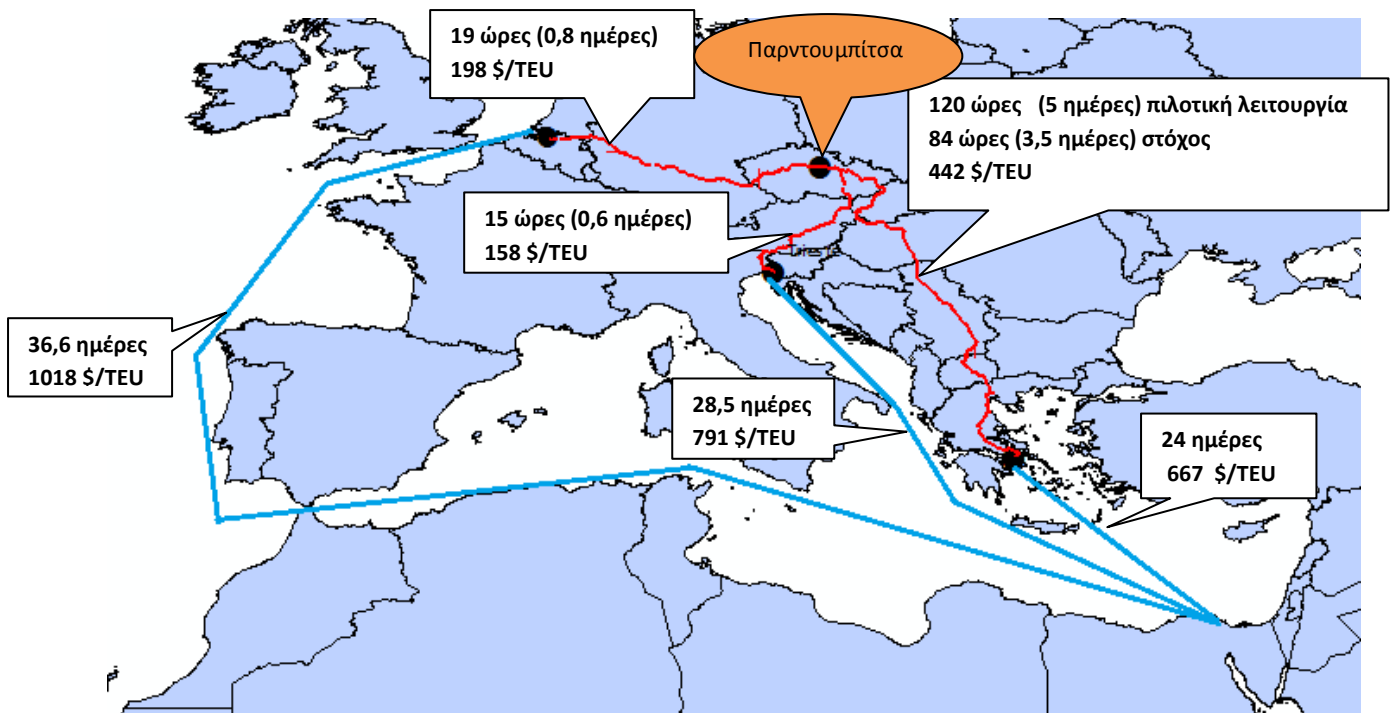 19 ώρες (0,8 ημέρες)
198 $/TEU
Παρντουμπίτσα
120 ώρες (5 ημέρες) πιλοτική λειτουργία
84 ώρες (3,5 ημέρες) στόχος
442 $/TEU
15 ώρες (0,6 ημέρες)
158 $/TEU
36,6 ημέρες
1018 $/TEU
28,5 ημέρες
791 $/TEU
24 ημέρες
667 $/TEU